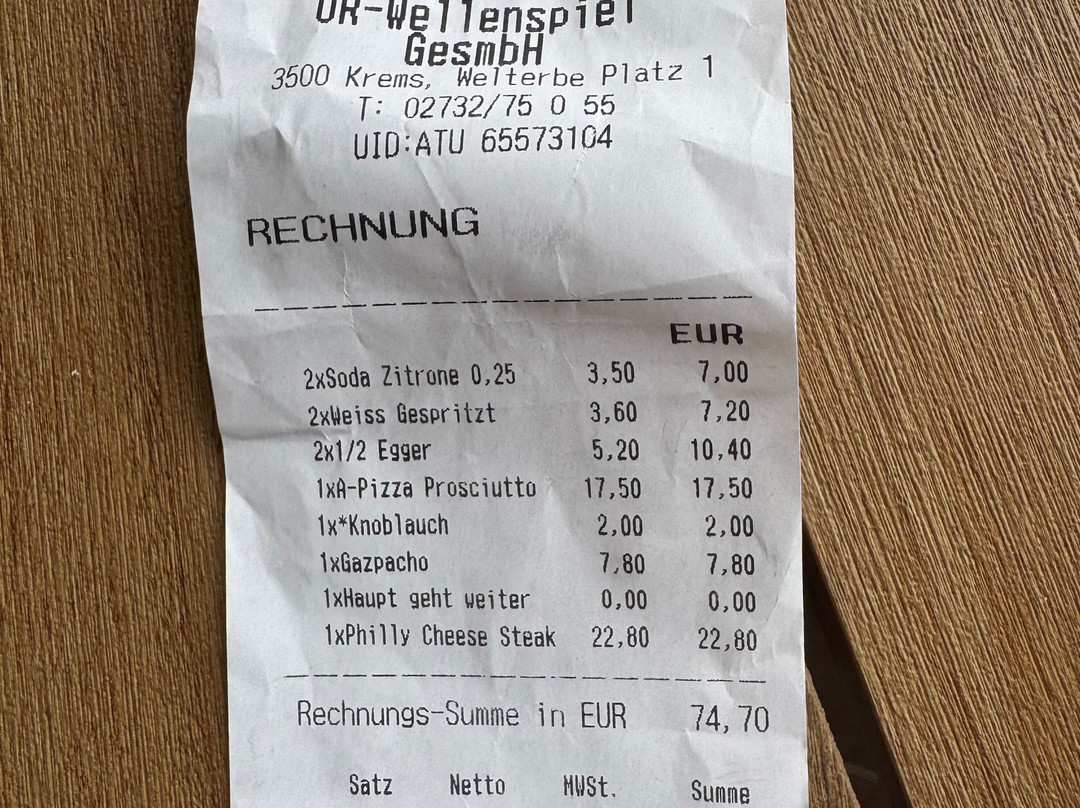 UR-Wellenspiel
GesmbH
3500 Krems, Welterbe Platz 1
T: 02732/75 0 55
UID:ATU 65573104
RECHNUNG
EUR
2xSoda Zitrone 0,25 3,50 7,00
2xWeiss Gespritzt 3,60 7,20
2x1/2 Egger 5,20 10,40
1xA-Pizza Prosciutto 17,50 17,50
1x*Knoblauch 2,00 2,00
1xGazpacho 7,80 7,80
1xHaupt geht weiter 0,00 0,00
1xPhilly Cheese Steak 22,80 22,80
Rechnungs-Summe in EUR 74,70
Satz Netto MWSt. Summe